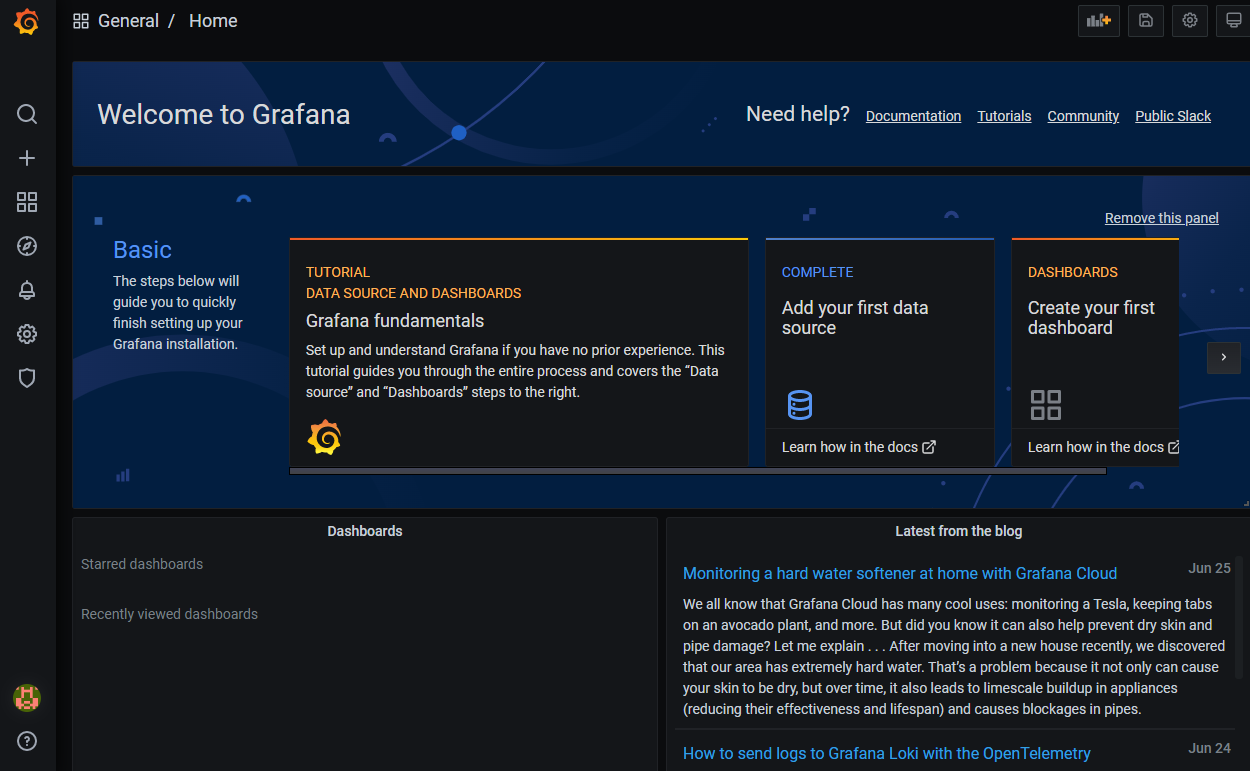 General / Home
Welcome to Grafana
Need help? Documentation Tutorials Community Public Slack
Remove this panel
Basic
The steps below will
guide you to quickly
finish setting up your
Grafana installation.
TUTORIAL
DATA SOURCE AND DASHBOARDS
Grafana fundamentals
Set up and understand Grafana if you have no prior experience. This
tutorial guides you through the entire process and covers the “Data
source” and “Dashboards” steps to the right.
COMPLETE
Add your first data
source
Learn how in the docs
DASHBOARDS
Create your first
dashboard
Learn how in the docs
Dashboards
Starred dashboards
Recently viewed dashboards
Latest from the blog
Monitoring a hard water softener at home with Grafana Cloud
Jun 25
We all know that Grafana Cloud has many cool uses: monitoring a Tesla, keeping tabs
on an avocado plant, and more. But did you know it can also help prevent dry skin and
pipe damage? Let me explain . . . After moving into a new house recently, we discovered
that our area has extremely hard water. That’s a problem because it not only can cause
your skin to be dry, but over time, it also leads to limescale buildup in appliances
(reducing their effectiveness and lifespan) and causes blockages in pipes.
How to send logs to Grafana Loki with the OpenTelemetry
Jun 24